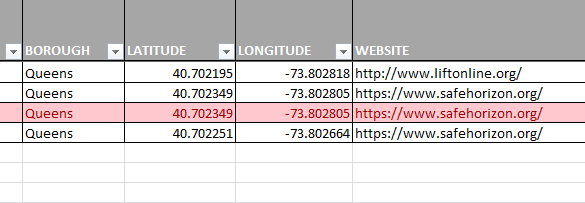 BOROUGH LATITUDE LONGITUDE WEBSITE
Queens 40.702195 -73.802818 http://www.liftonline.org/
Queens 40.702349 -73.802805 https://www.safehorizon.org/
Queens 40.702349 -73.802805 https://www.safehorizon.org/
Queens 40.702251 -73.802664 https://www.safehorizon.org/